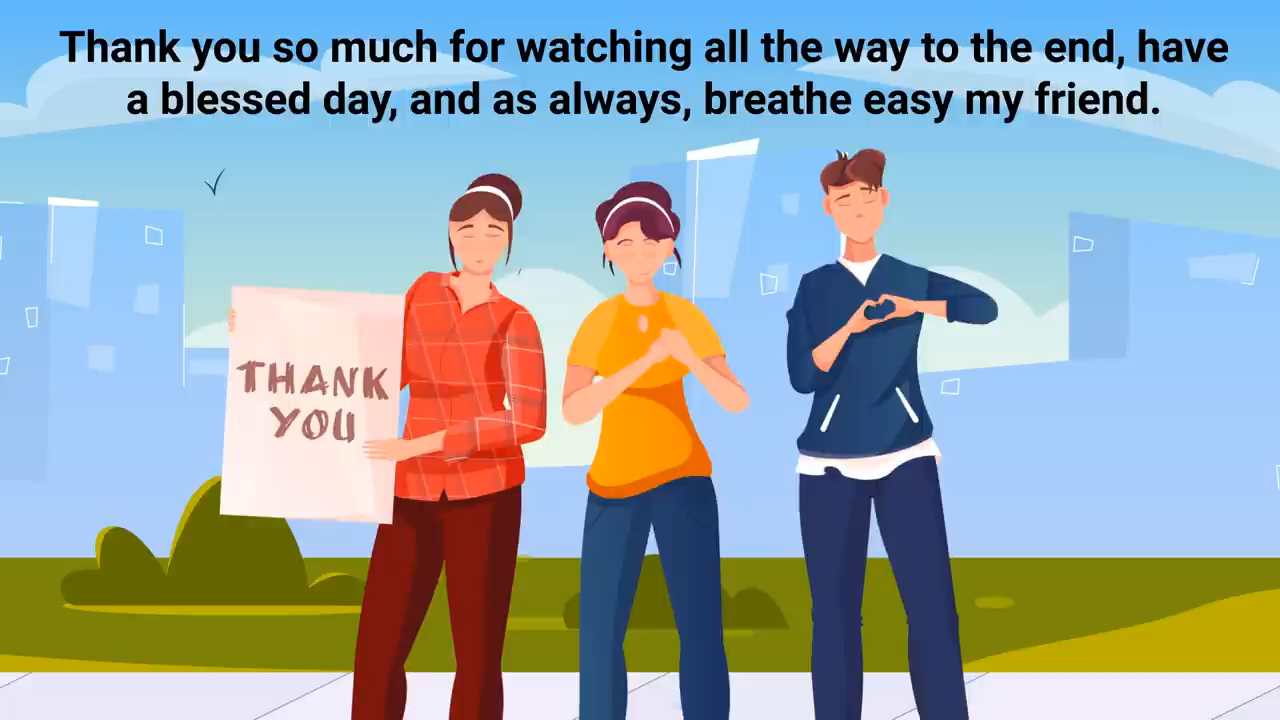 Thank you so much for watching all the way to the end, have
a blessed day, and as always, breathe easy my friend.
THANK
YOU